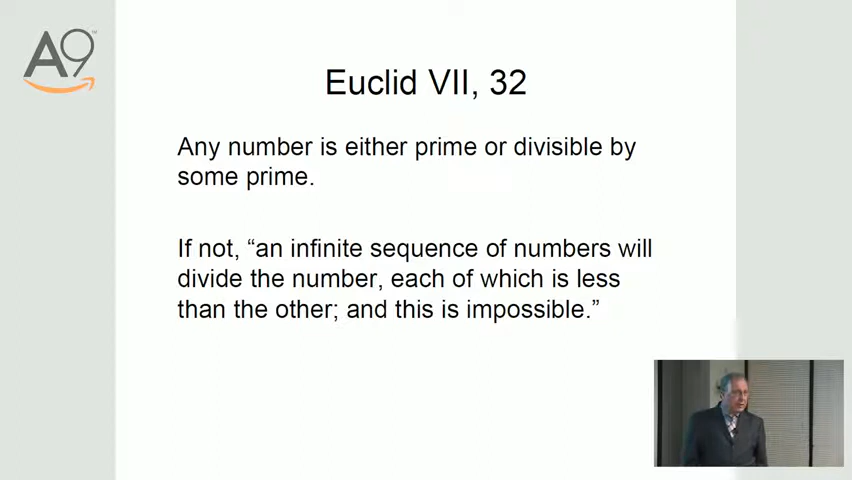 A9™
Euclid VII, 32
Any number is either prime or divisible by
some prime.
If not, “an infinite sequence of numbers will
divide the number, each of which is less
than the other; and this is impossible.”